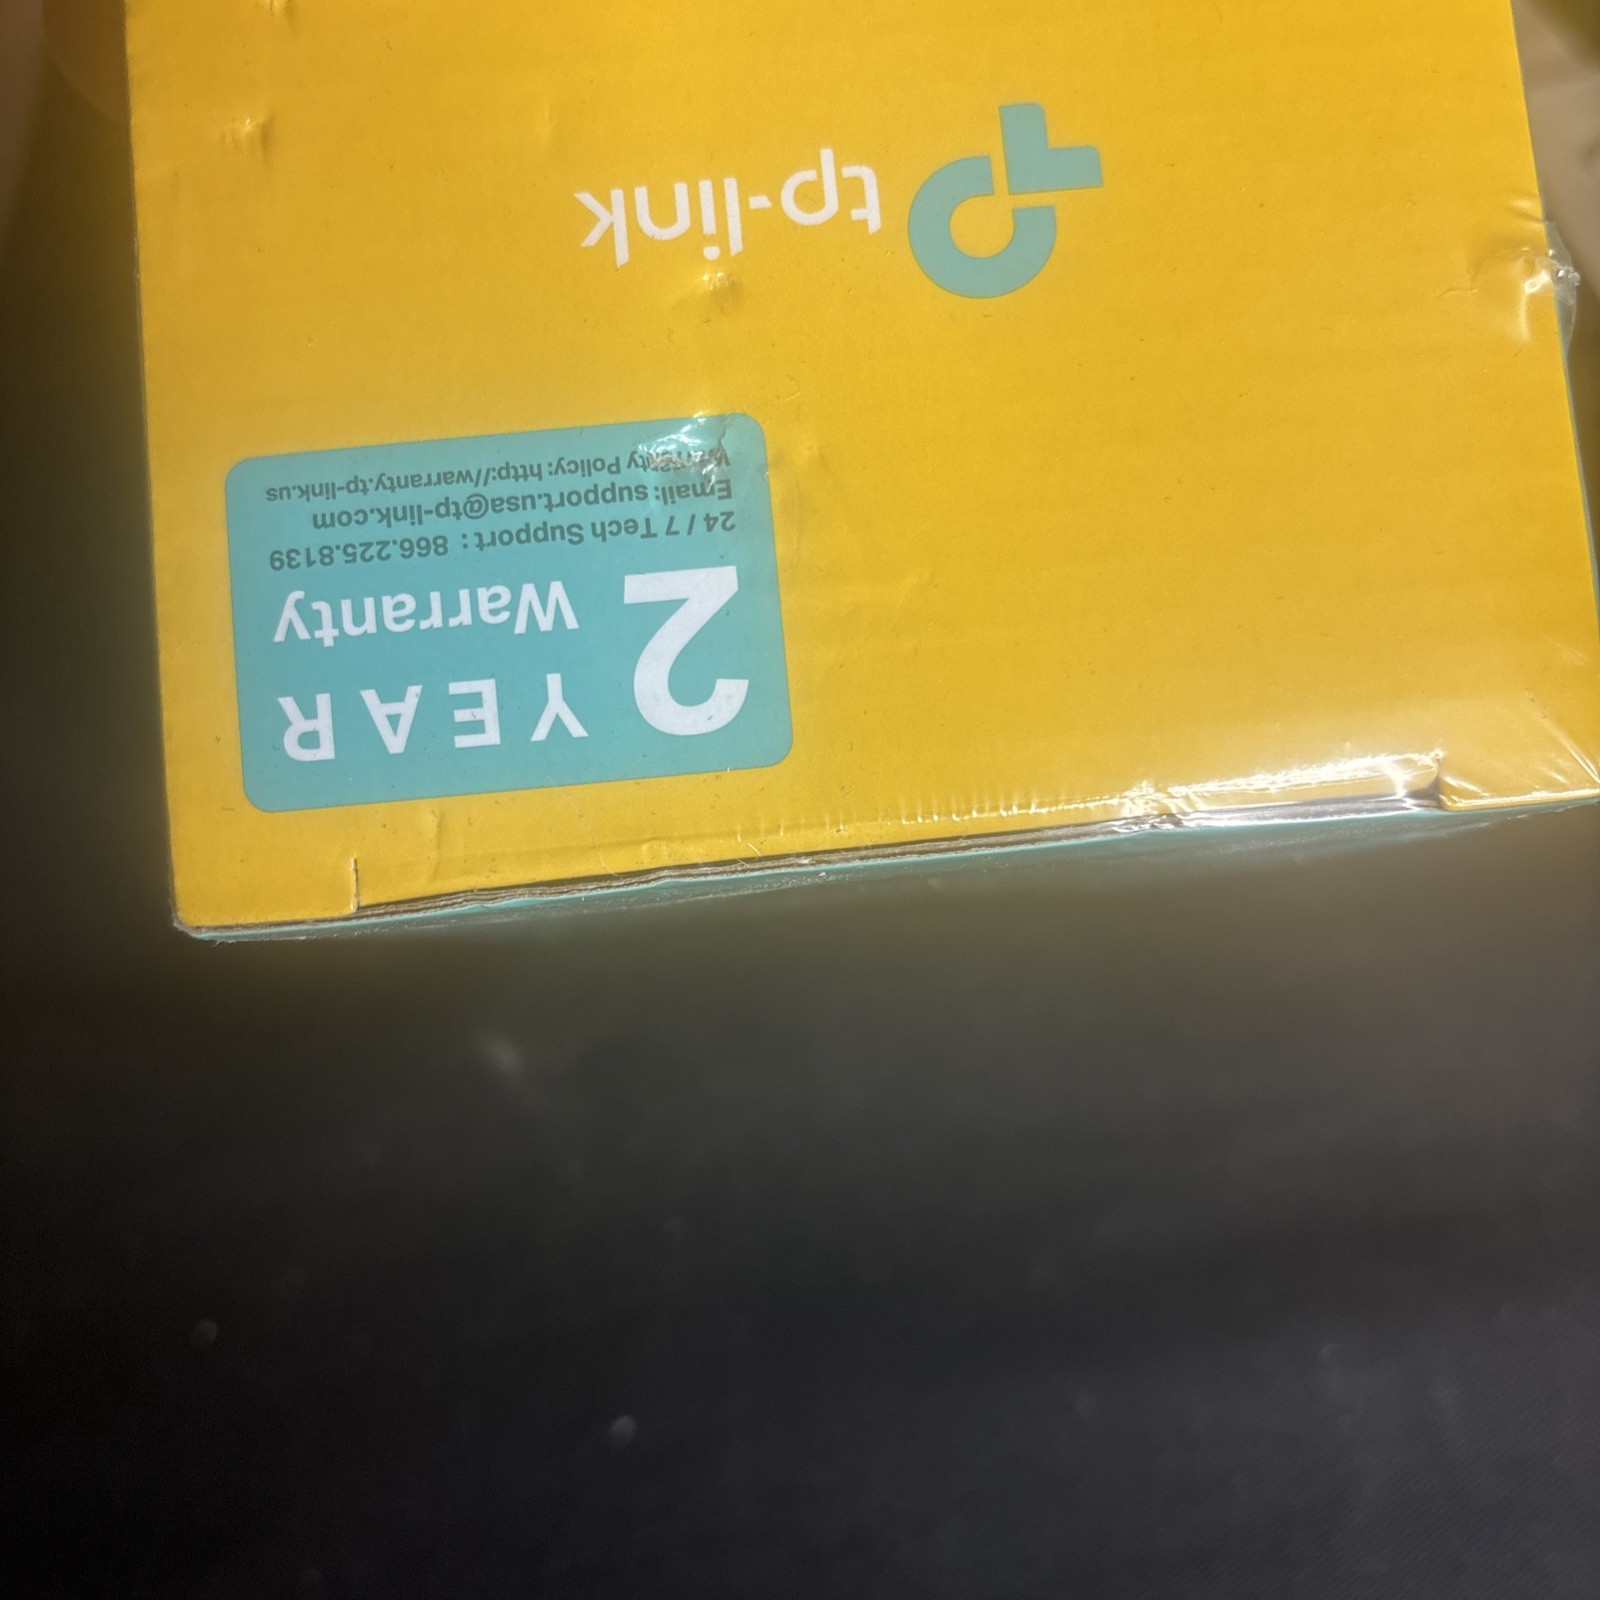 tp-link
2 YEAR
Warranty
24/7 Tech Support : 866.225.8139
Email: support.usa@tp-link.com
Warranty Policy: http://warranty.tp-link.us